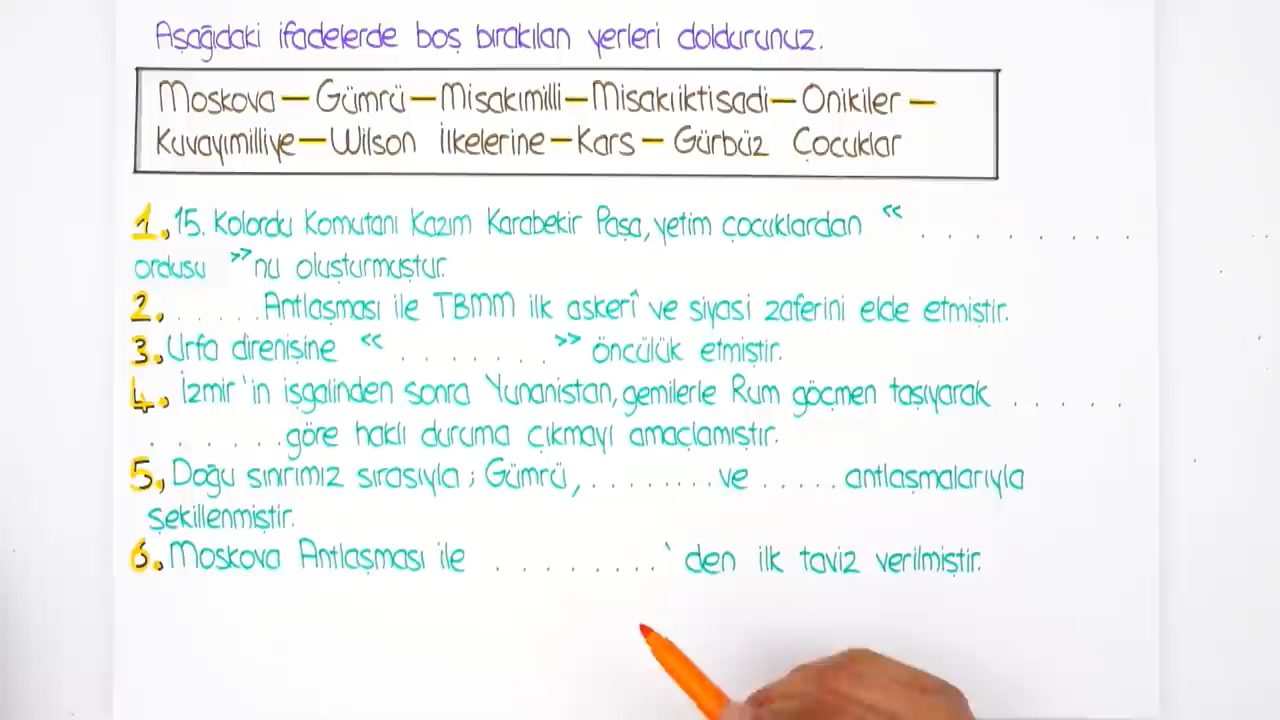 Aşağıdaki ifadelerde boş bırakılan yerleri doldurunuz.
Moskova — Gümrü — Misakımilli — Misakıiktisadi — Onikiler —
Kuvayımilliye — Wilson İlkelerine — Kars — Gürbüz Çocuklar
1. 15. Kolordu Komutanı Kazım Karabekir Paşa, yetim çocuklardan « . . . . . . . . . . .
ordusu » nu oluşturmuştur.
2. . . . . . Antlaşması ile TBMM ilk askerî ve siyasi zaferini elde etmiştir.
3. Urfa direnişine « . . . . . . . » öncülük etmiştir.
4. İzmir'in işgalinden sonra Yunanistan, gemilerle Rum göçmen taşıyarak . . . . .
. . . . . . . göre haklı duruma çıkmayı amaçlamıştır.
5. Doğu sınrımız sırasıyla ; Gümrü, . . . . . . . . ve . . . . . antlaşmalarıyla
şekillenmiştir.
6. Moskova Antlaşması ile . . . . . . . . . ' den ilk taviz verilmiştir.